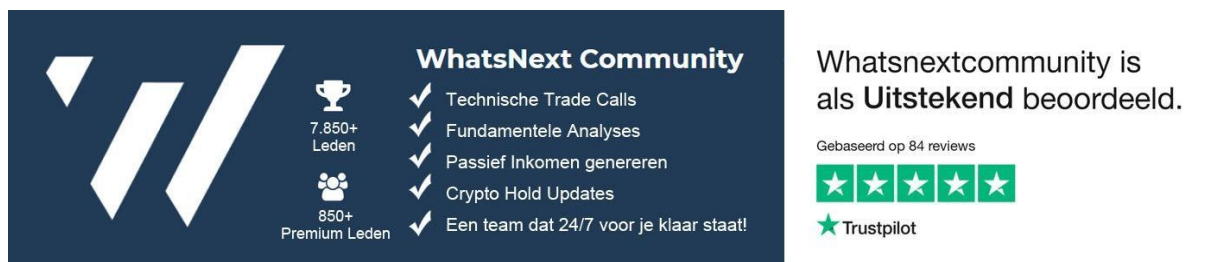 WhatsNext Community
7.850+
Leden
850+
Premium Leden
Technische Trade Calls
Fundamentele Analyses
Passief Inkomen genereren
Crypto Hold Updates
Een team dat 24/7 voor je klaar staat!
Whatsnextcommunity is
als Uitstekend beoordeeld.
Gebaseerd op 84 reviews
Trustpilot